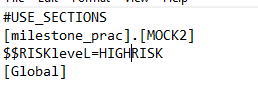 #USE_SECTIONS
[milestone_prac].[MOCK2]
$$RISKleveL=HIGHRISK
[Global]